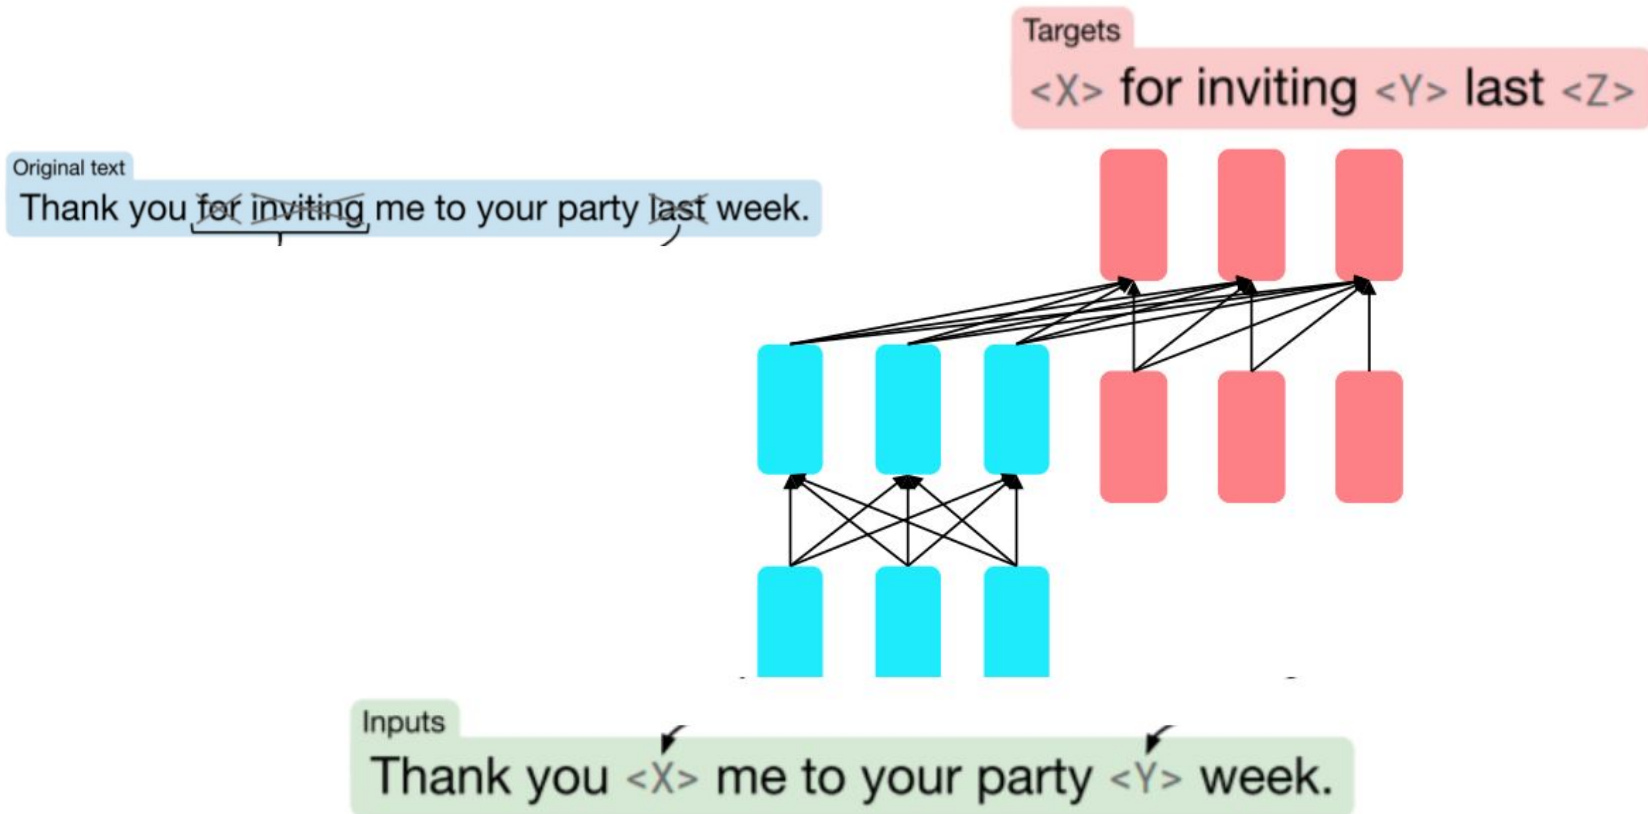 Targets
<X> for inviting <Y> last <Z>
Original text
Thank you for inviting me to your party last week.
Inputs
Thank you <X> me to your party <Y> week.